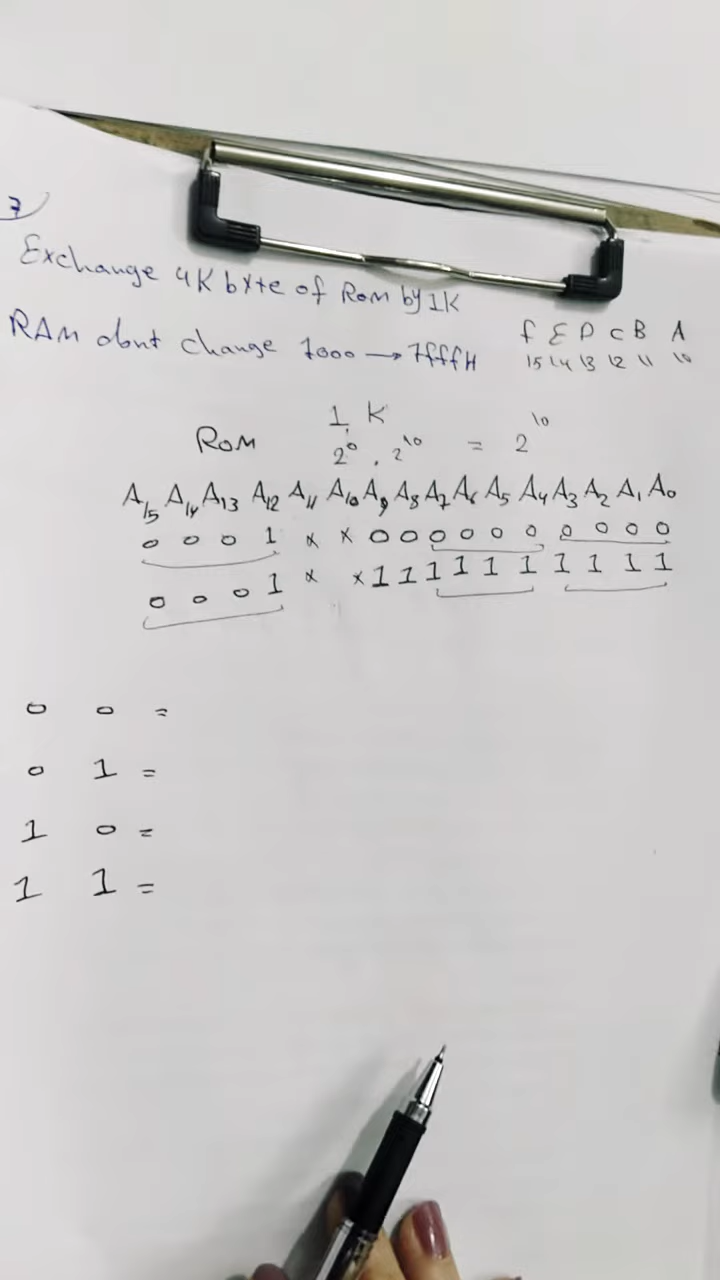 7
Exchange 4K byte of Rom by 1K
RAM dont change 1000 → 7fffH
f E D C B A
15 14 13 12 11 10
1 K
Rom 2⁰ . 2¹⁰ = 2¹⁰
A15 A14 A13 A12 A11 A10 A9 A8 A7 A6 A5 A4 A3 A2 A1 A0
0 0 0 1 x x 0 0 0 0 0 0 0 0 0 0
0 0 0 1 x x 1 1 1 1 1 1 1 1 1 1
0 0 =
0 1 =
1 0 =
1 1 =